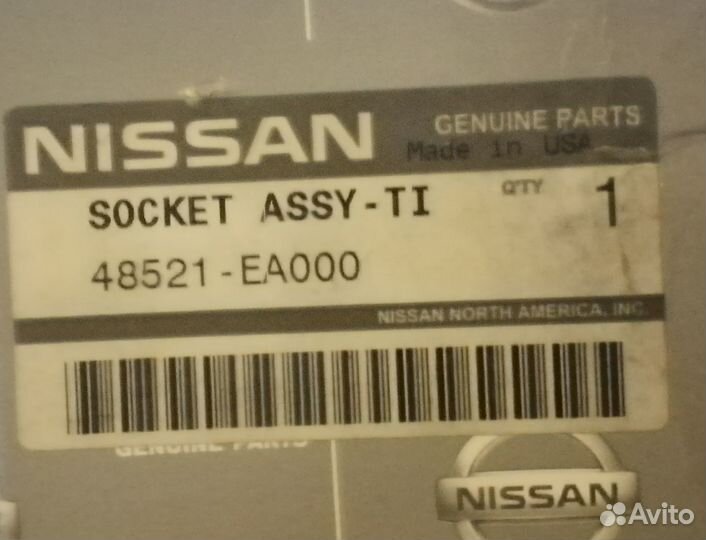 NISSAN
GENUINE PARTS
Made in USA
SOCKET ASSY-TI
QTY 1
48521-EA000
NISSAN NORTH AMERICA, INC.
GENUINE PARTS
NISSAN
Avito